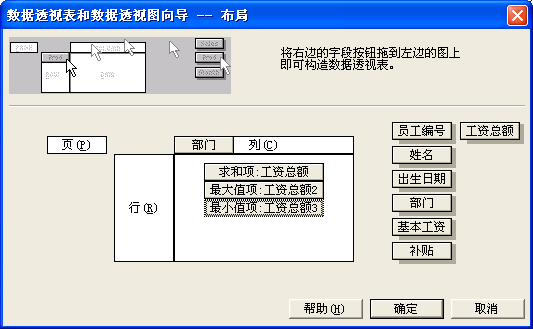 数据透视表和数据透视图向导 -- 布局
将右边的字段按钮拖到左边的图上
即可构造数据透视表。
Sales
Prod
Prod
Month
页(P)
部门 列(C)
行(R)
求和项:工资总额
最大值项:工资总额2
最小值项:工资总额3
员工编号 工资总额
姓名
出生日期
部门
基本工资
补贴
帮助(H) 确定 取消